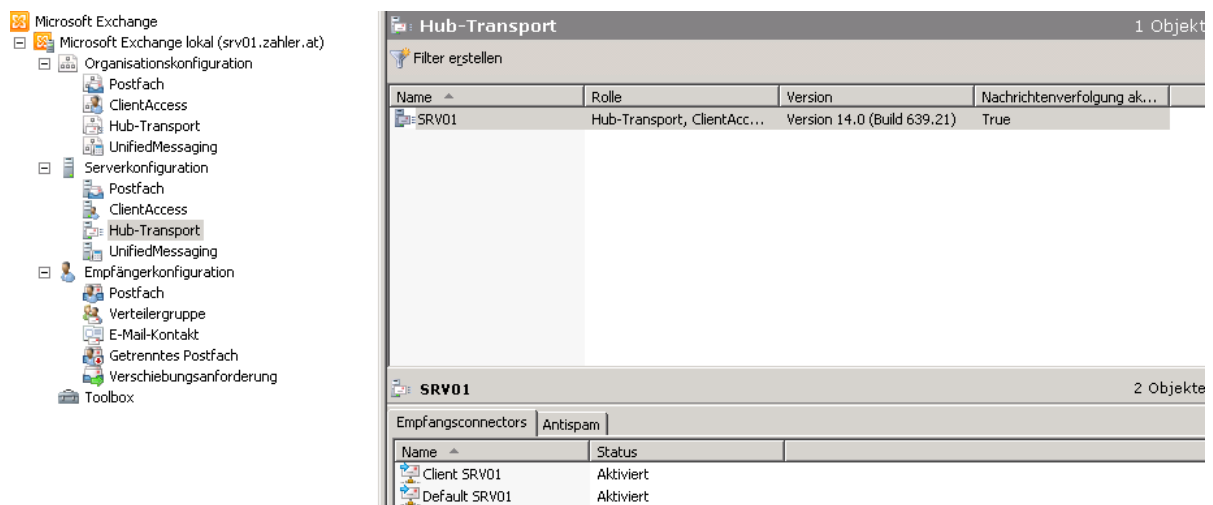 Microsoft Exchange
Microsoft Exchange lokal (srv01.zahler.at)
Organisationskonfiguration
Postfach
ClientAccess
Hub-Transport
UnifiedMessaging
Serverkonfiguration
Postfach
ClientAccess
Hub-Transport
UnifiedMessaging
Empfängerkonfiguration
Postfach
Verteilergruppe
E-Mail-Kontakt
Getrenntes Postfach
Verschiebungsanforderung
Toolbox
Hub-Transport 1 Objekt
Filter erstellen
Name Rolle Version Nachrichtenverfolgung ak...
SRV01 Hub-Transport, ClientAcc... Version 14.0 (Build 639.21) True
SRV01 2 Objekte
Empfangsconnectors Antispam
Name Status
Client SRV01 Aktiviert
Default SRV01 Aktiviert